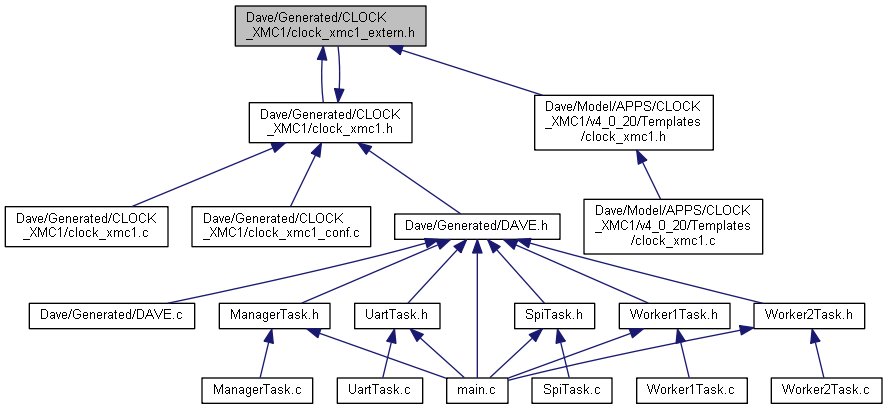 Dave/Generated/CLOCK
_XMC1/clock_xmc1_extern.h
Dave/Generated/CLOCK
_XMC1/clock_xmc1.h
Dave/Model/APPS/CLOCK
_XMC1/v4_0_20/Templates
/clock_xmc1.h
Dave/Generated/CLOCK
_XMC1/clock_xmc1.c
Dave/Generated/CLOCK
_XMC1/clock_xmc1_conf.c
Dave/Generated/DAVE.h
Dave/Model/APPS/CLOCK
_XMC1/v4_0_20/Templates
/clock_xmc1.c
Dave/Generated/DAVE.c
ManagerTask.h
UartTask.h
SpiTask.h
Worker1Task.h
Worker2Task.h
ManagerTask.c
UartTask.c
main.c
SpiTask.c
Worker1Task.c
Worker2Task.c